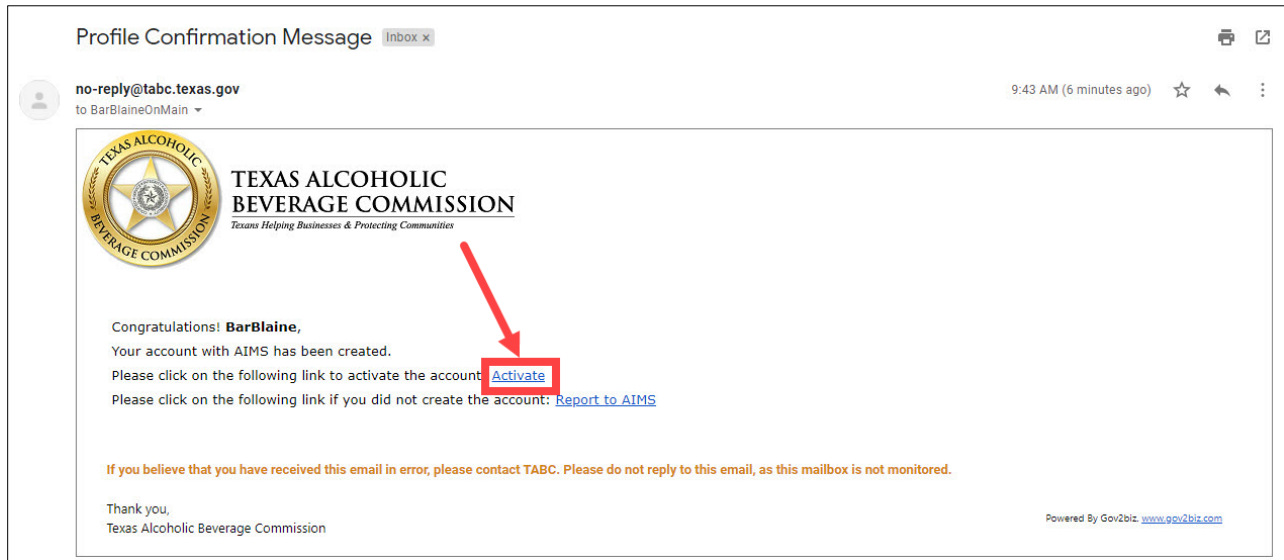 Profile Confirmation Message Inbox x
no-reply@tabc.texas.gov 9:43 AM (6 minutes ago)
to BarBlaineOnMain
TEXAS ALCOHOLIC BEVERAGE COMMISSION
TEXAS ALCOHOLIC
BEVERAGE COMMISSION
Texans Helping Businesses & Protecting Communities
Congratulations! BarBlaine,
Your account with AIMS has been created.
Please click on the following link to activate the account Activate
Please click on the following link if you did not create the account: Report to AIMS
If you believe that you have received this email in error, please contact TABC. Please do not reply to this email, as this mailbox is not monitored.
Thank you,
Texas Alcoholic Beverage Commission
Powered By Gov2biz, www.gov2biz.com